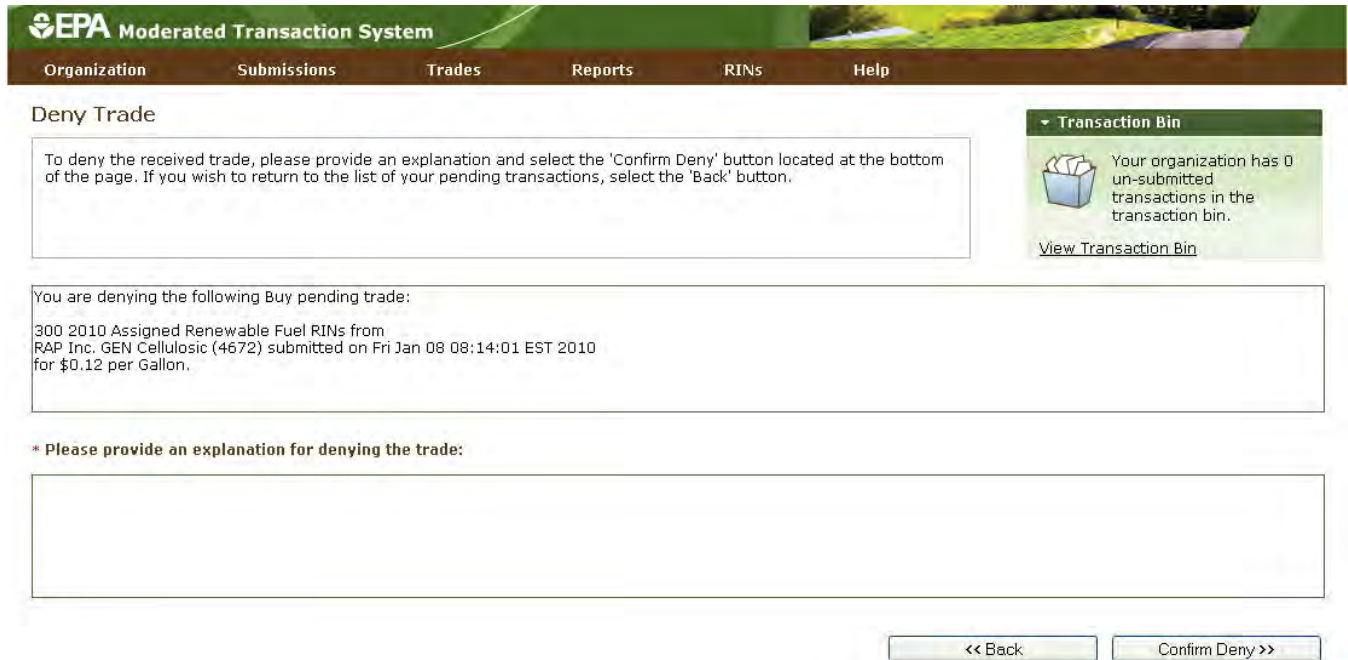 EPA Moderated Transaction System
Organization Submissions Trades Reports RINs Help
Deny Trade
To deny the received trade, please provide an explanation and select the 'Confirm Deny' button located at the bottom
of the page. If you wish to return to the list of your pending transactions, select the 'Back' button.
Transaction Bin
Your organization has 0
un-submitted
transactions in the
transaction bin.
View Transaction Bin
You are denying the following Buy pending trade:
300 2010 Assigned Renewable Fuel RINs from
RAP Inc. GEN Cellulosic (4672) submitted on Fri Jan 08 08:14:01 EST 2010
for $0.12 per Gallon.
* Please provide an explanation for denying the trade:
<< Back
Confirm Deny >>